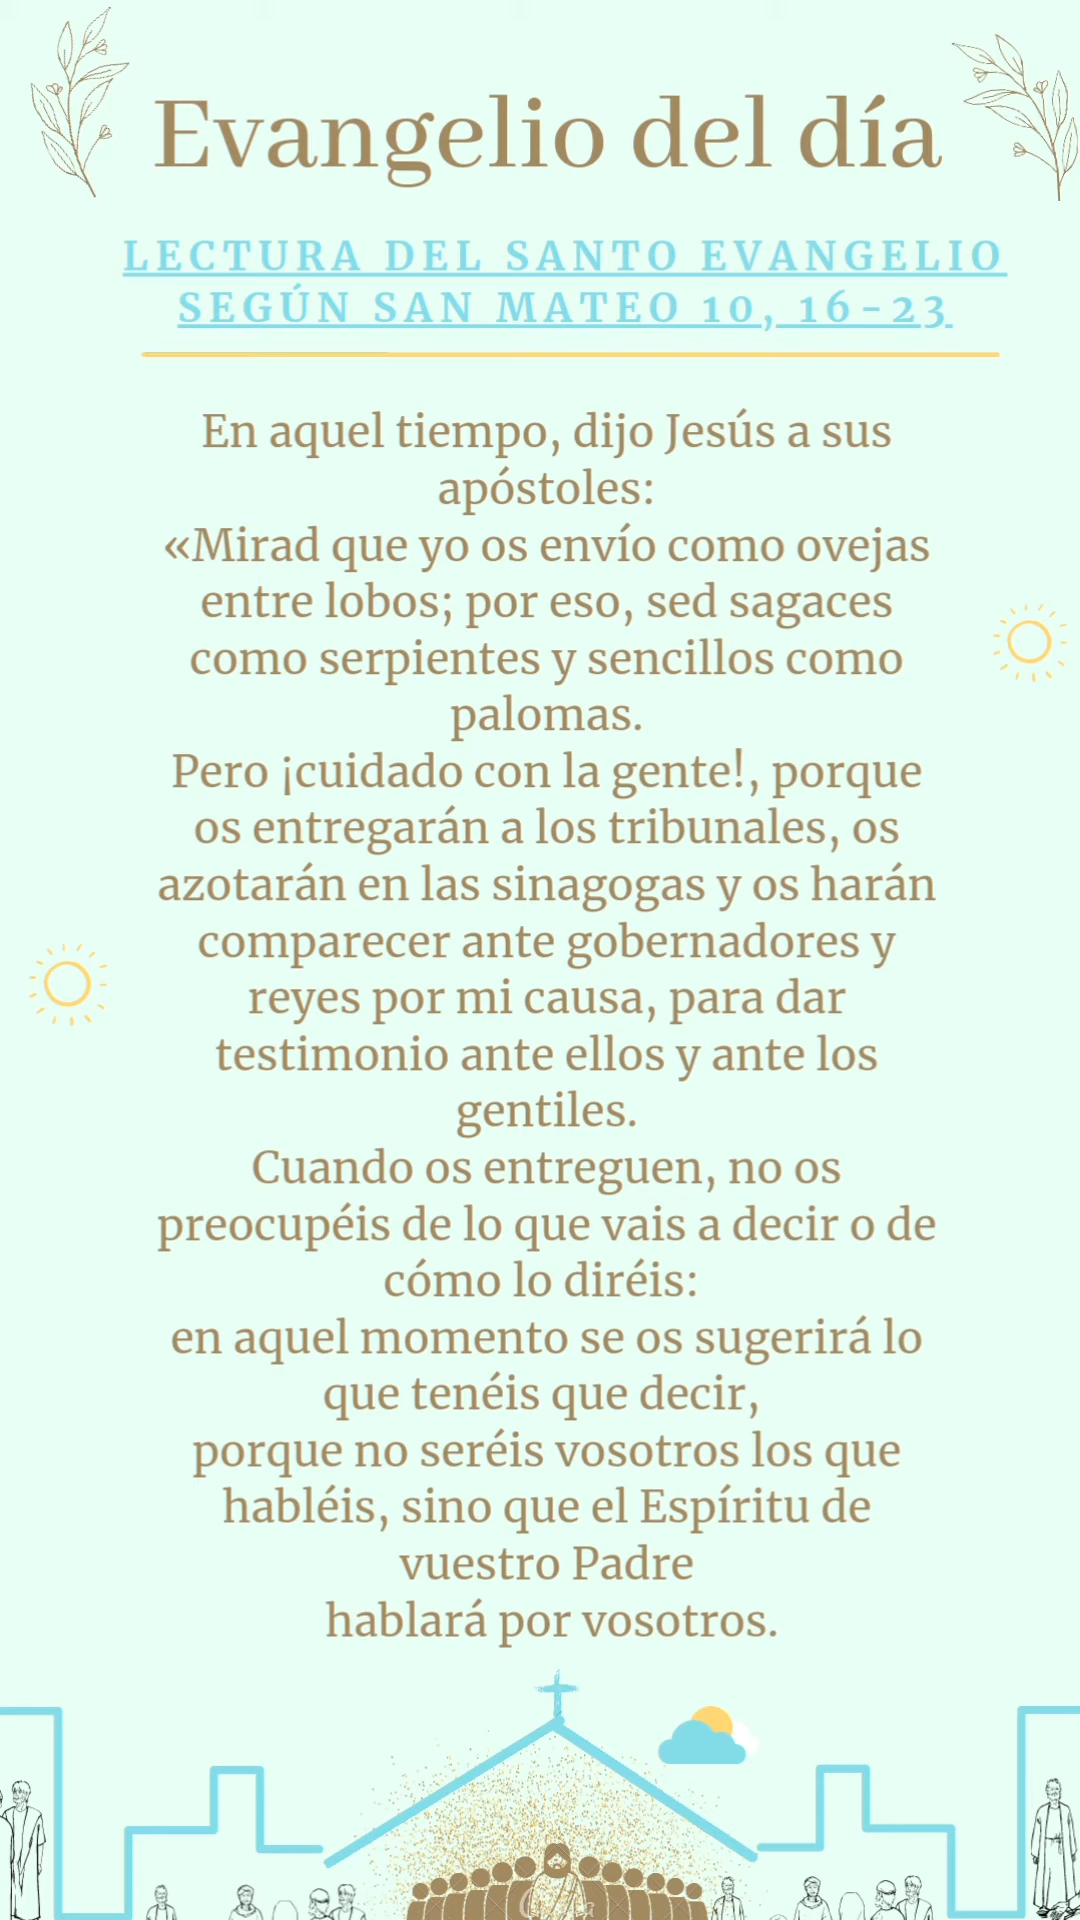 Evangelio del día
LECTURA DEL SANTO EVANGELIO
SEGÚN SAN MATEO 10, 16-23
En aquel tiempo, dijo Jesús a sus
apóstoles:
«Mirad que yo os envío como ovejas
entre lobos; por eso, sed sagaces
como serpientes y sencillos como
palomas.
Pero ¡cuidado con la gente!, porque
os entregarán a los tribunales, os
azotarán en las sinagogas y os harán
comparecer ante gobernadores y
reyes por mi causa, para dar
testimonio ante ellos y ante los
gentiles.
Cuando os entreguen, no os
preocupéis de lo que vais a decir o de
cómo lo diréis:
en aquel momento se os sugerirá lo
que tenéis que decir,
porque no seréis vosotros los que
habléis, sino que el Espíritu de
vuestro Padre
hablará por vosotros.